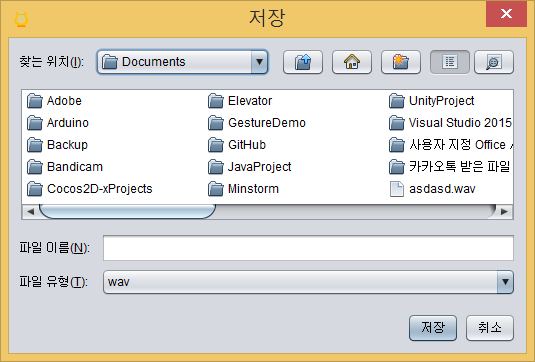 저장
찾는 위치(I): Documents
Adobe Elevator UnityProject
Arduino GestureDemo Visual Studio 2015
Backup GitHub 사용자 지정 Office
Bandicam JavaProject 카카오톡 받은 파일
Cocos2D-xProjects Minstorm asdasd.wav
파일 이름(N):
파일 유형(T): wav
저장 취소